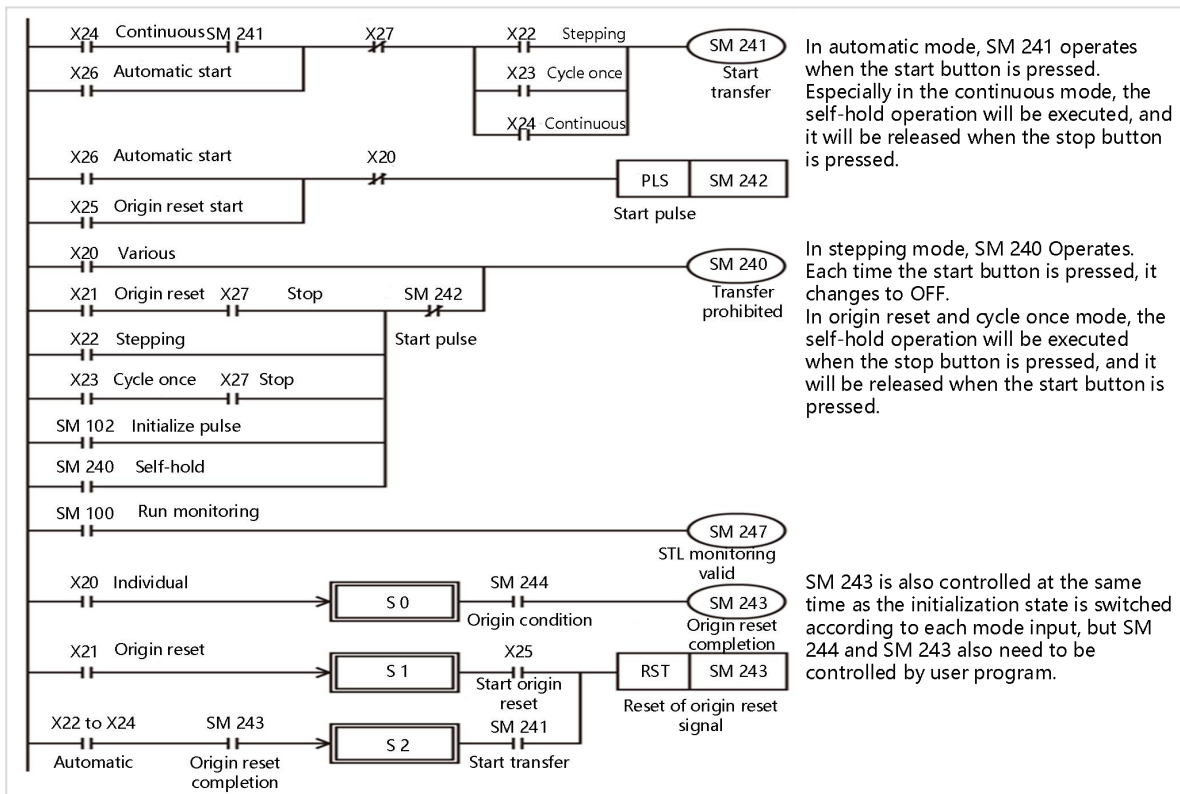 X24 Continuous SM 241 X27 X22 Stepping SM 241
X26 Automatic start X23 Cycle once Start
transfer
X24 Continuous
In automatic mode, SM 241 operates
when the start button is pressed.
Especially in the continuous mode, the
self-hold operation will be executed, and
it will be released when the stop button
is pressed.
X26 Automatic start X20 PLS SM 242
X25 Origin reset start Start pulse
X20 Various SM 240
Transfer
prohibited
X21 Origin reset X27 Stop SM 242
Start pulse
X22 Stepping
X23 Cycle once X27 Stop
SM 102 Initialize pulse
SM 240 Self-hold
In stepping mode, SM 240 Operates.
Each time the start button is pressed, it
changes to OFF.
In origin reset and cycle once mode, the
self-hold operation will be executed
when the stop button is pressed, and it
will be released when the start button is
pressed.
SM 100 Run monitoring SM 247
STL monitoring
valid
X20 Individual S 0 SM 244 SM 243
Origin condition Origin reset
completion
X21 Origin reset S 1 X25 RST SM 243
Start origin
reset
Reset of origin reset
signal
X22 to X24 SM 243 S 2 SM 241
Automatic Origin reset
completion
Start transfer
SM 243 is also controlled at the same
time as the initialization state is switched
according to each mode input, but SM
244 and SM 243 also need to be
controlled by user program.